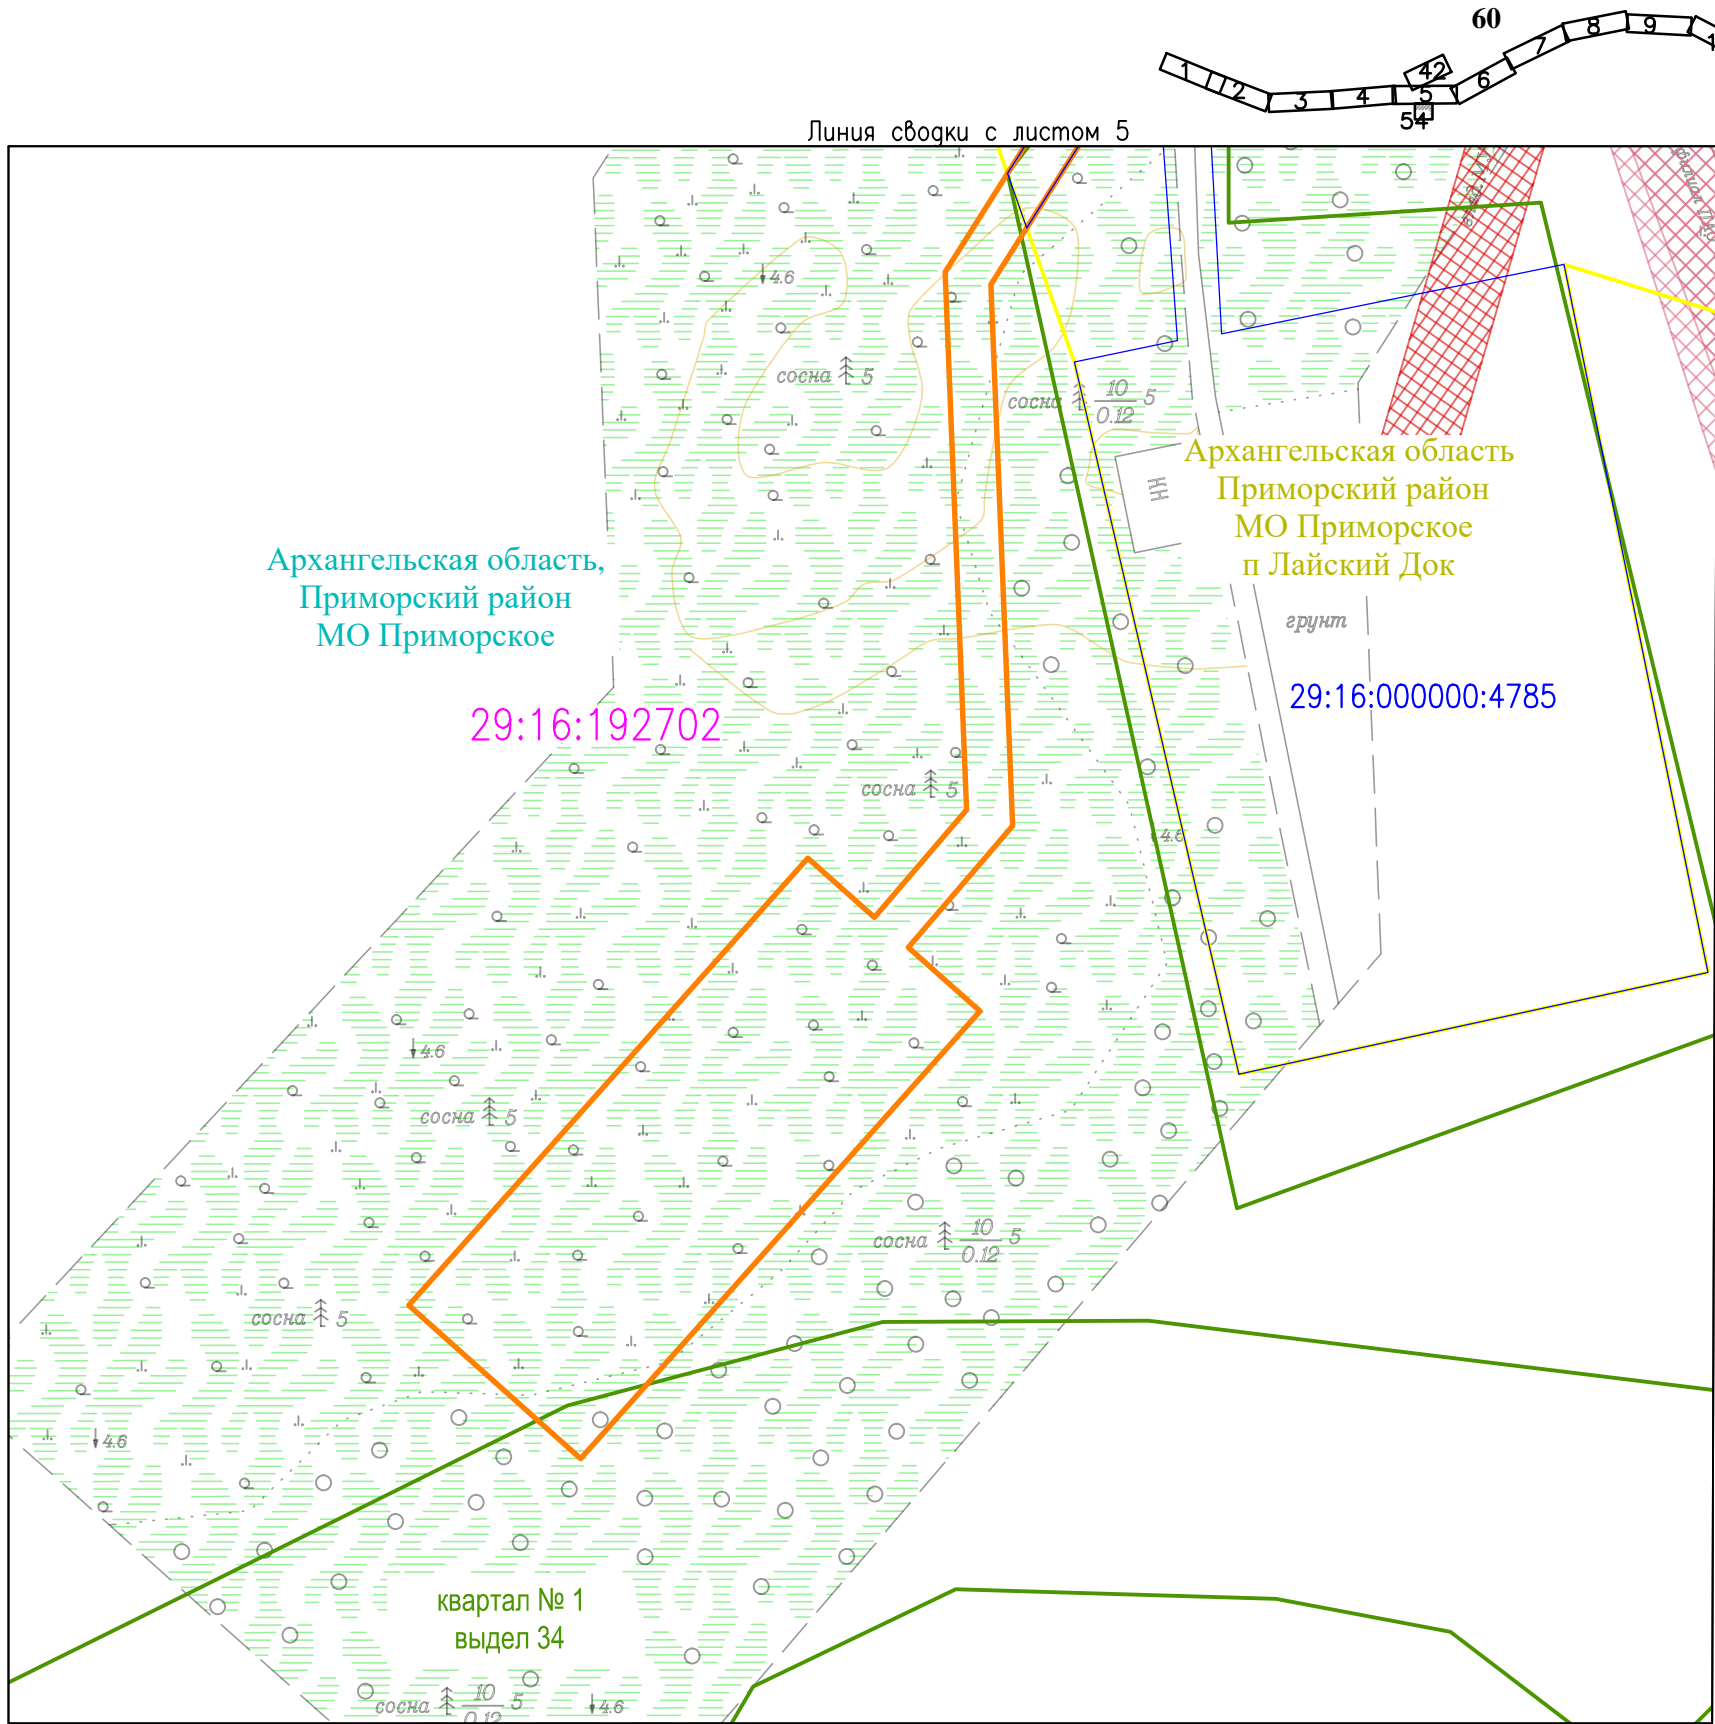 60
1
2
3
4
5
42
54
6
7
8
9
Линия сводки с листом 5
4.6
сосна 5
сосна 10 5
0.12
НН
Архангельская область
Приморский район
МО Приморское
п Лайский Док
Архангельская область,
Приморский район
МО Приморское
грунт
29:16:000000:4785
29:16:192702
сосна 5
4.6
4.6
сосна 5
сосна 10 5
0.12
сосна 5
4.6
квартал № 1
выдел 34
сосна 10 5
0.12
4.6